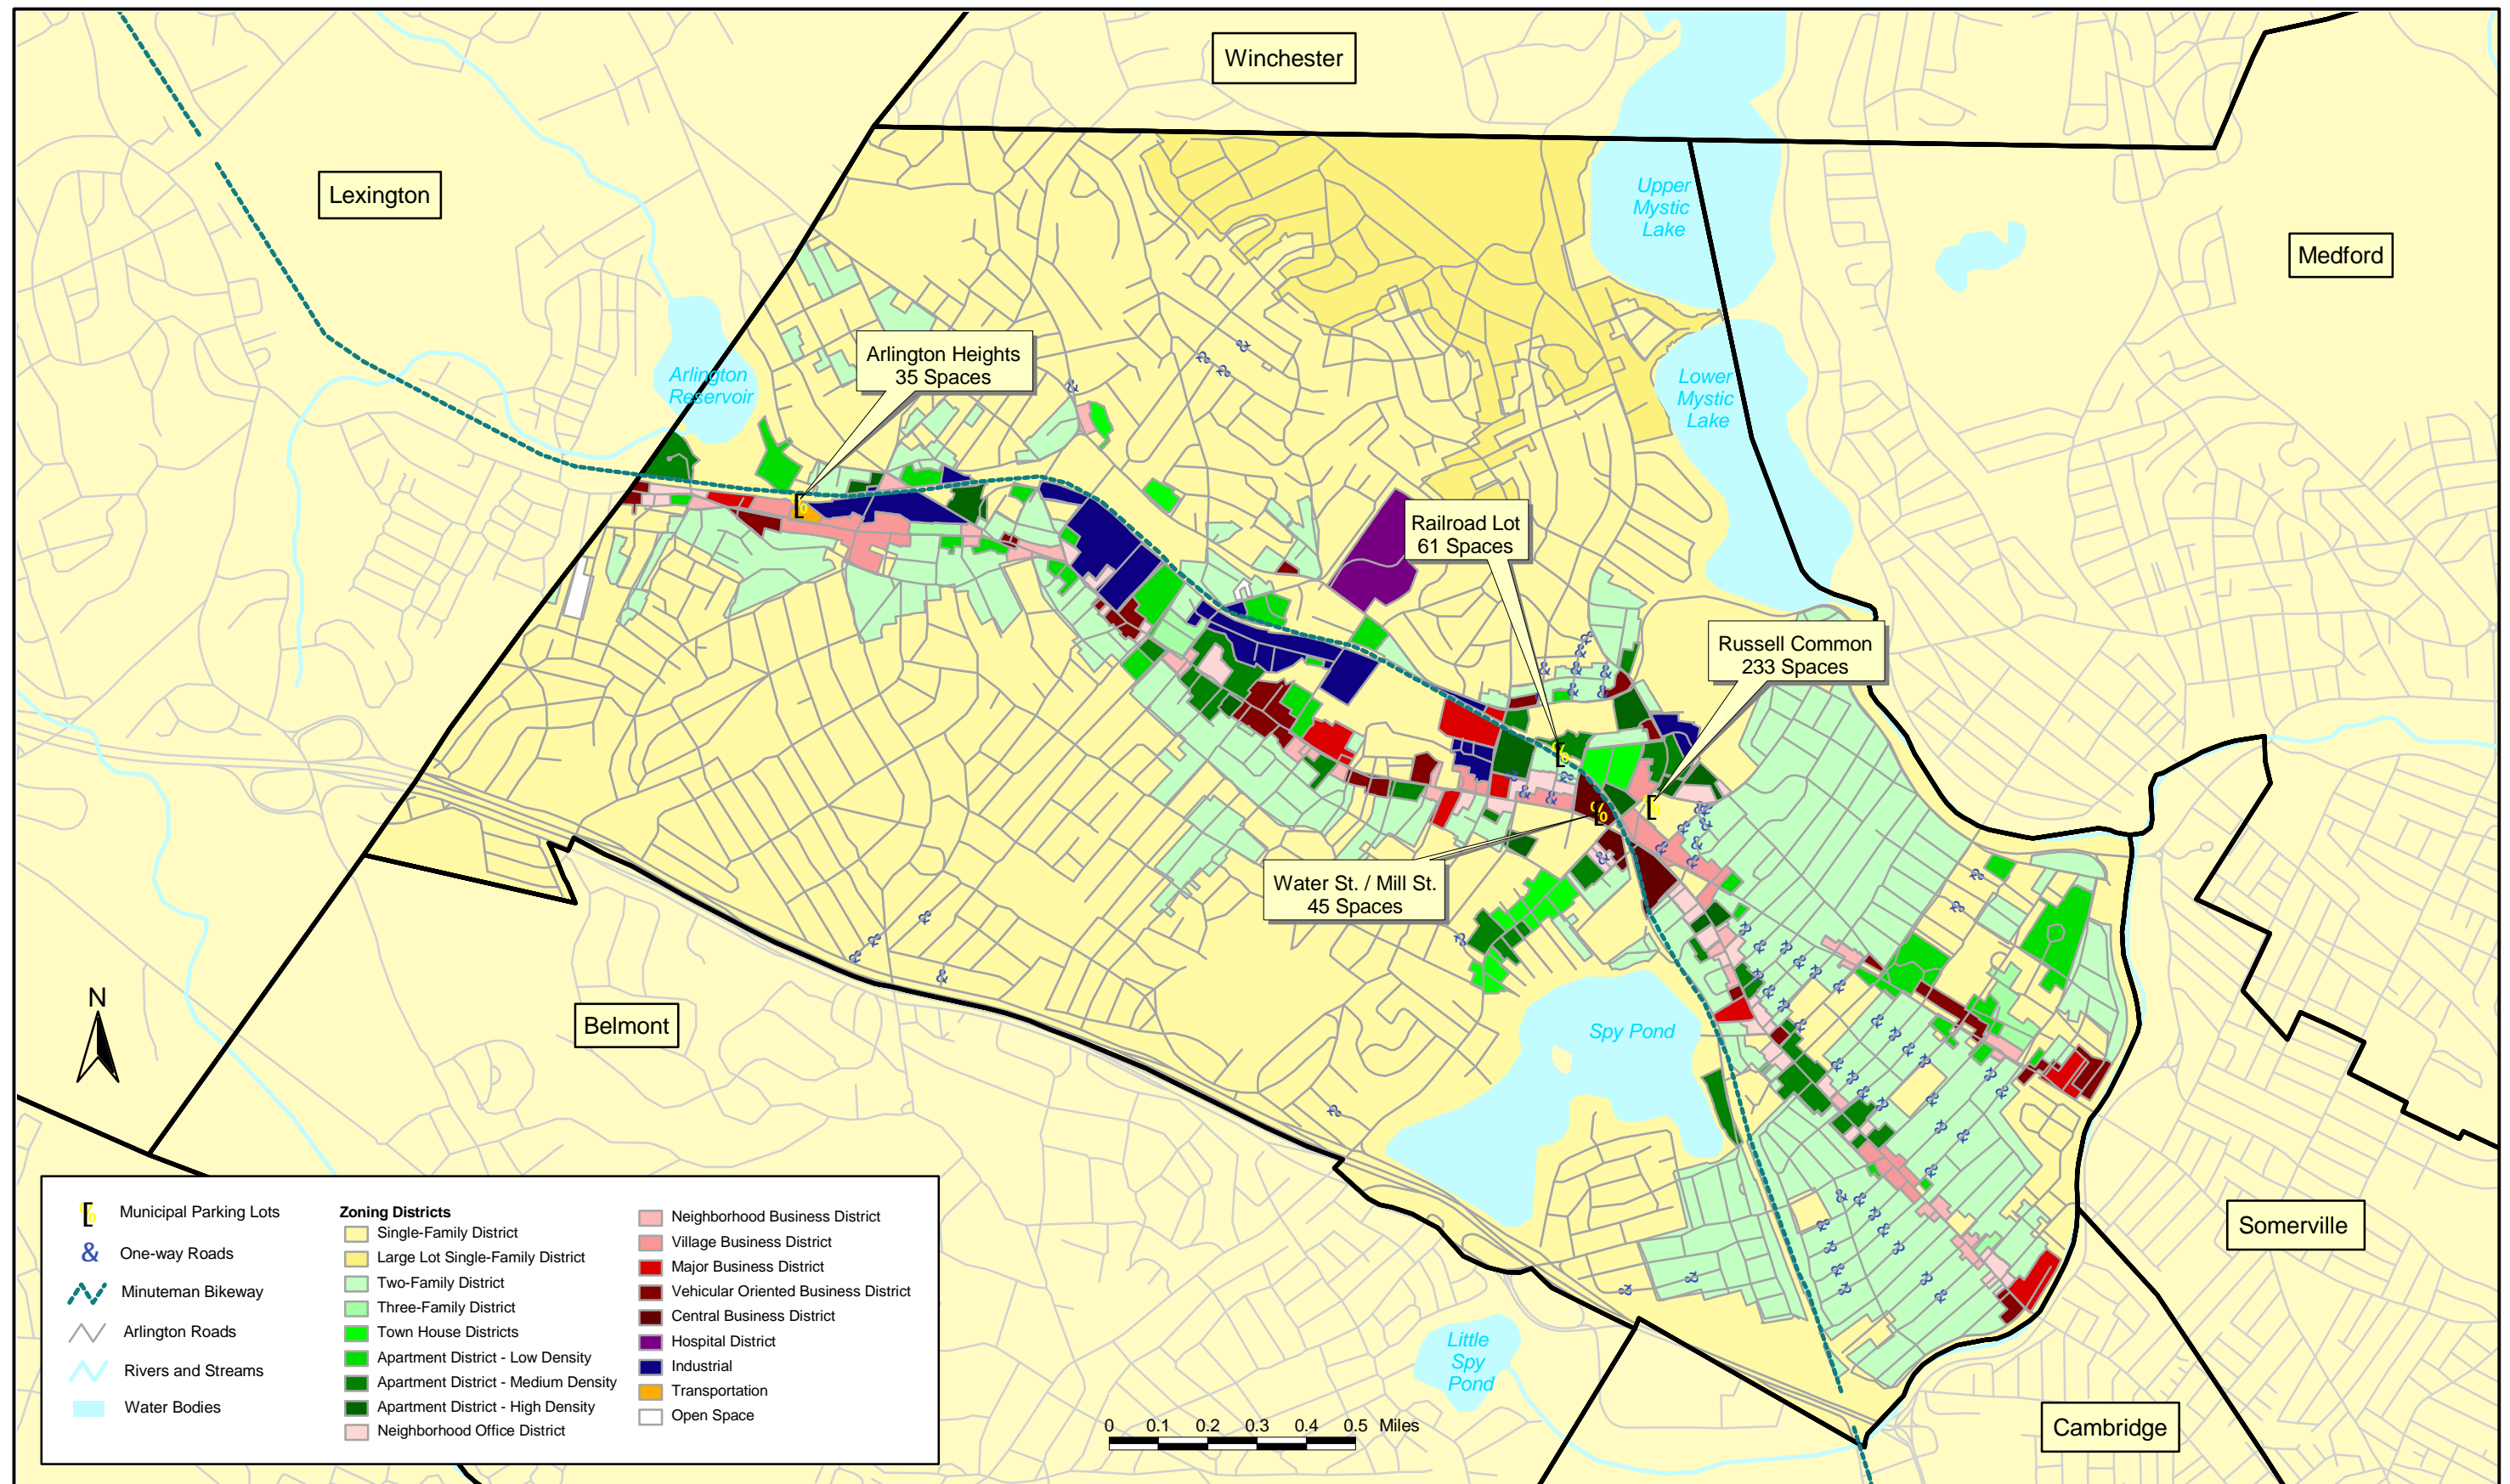 Winchester
Lexington
Upper
Mystic
Lake
Medford
Arlington Heights
35 Spaces
Arlington
Reservoir
Lower
Mystic
Lake
Railroad Lot
61 Spaces
Russell Common
233 Spaces
Water St. / Mill St.
45 Spaces
N
Belmont
Spy Pond
Somerville
Little
Spy
Pond
Cambridge
Municipal Parking Lots
& One-way Roads
Minuteman Bikeway
Arlington Roads
Rivers and Streams
Water Bodies
Zoning Districts
Single-Family District
Large Lot Single-Family District
Two-Family District
Three-Family District
Town House Districts
Apartment District - Low Density
Apartment District - Medium Density
Apartment District - High Density
Neighborhood Office District
Neighborhood Business District
Village Business District
Major Business District
Vehicular Oriented Business District
Central Business District
Hospital District
Industrial
Transportation
Open Space
0 0.1 0.2 0.3 0.4 0.5 Miles